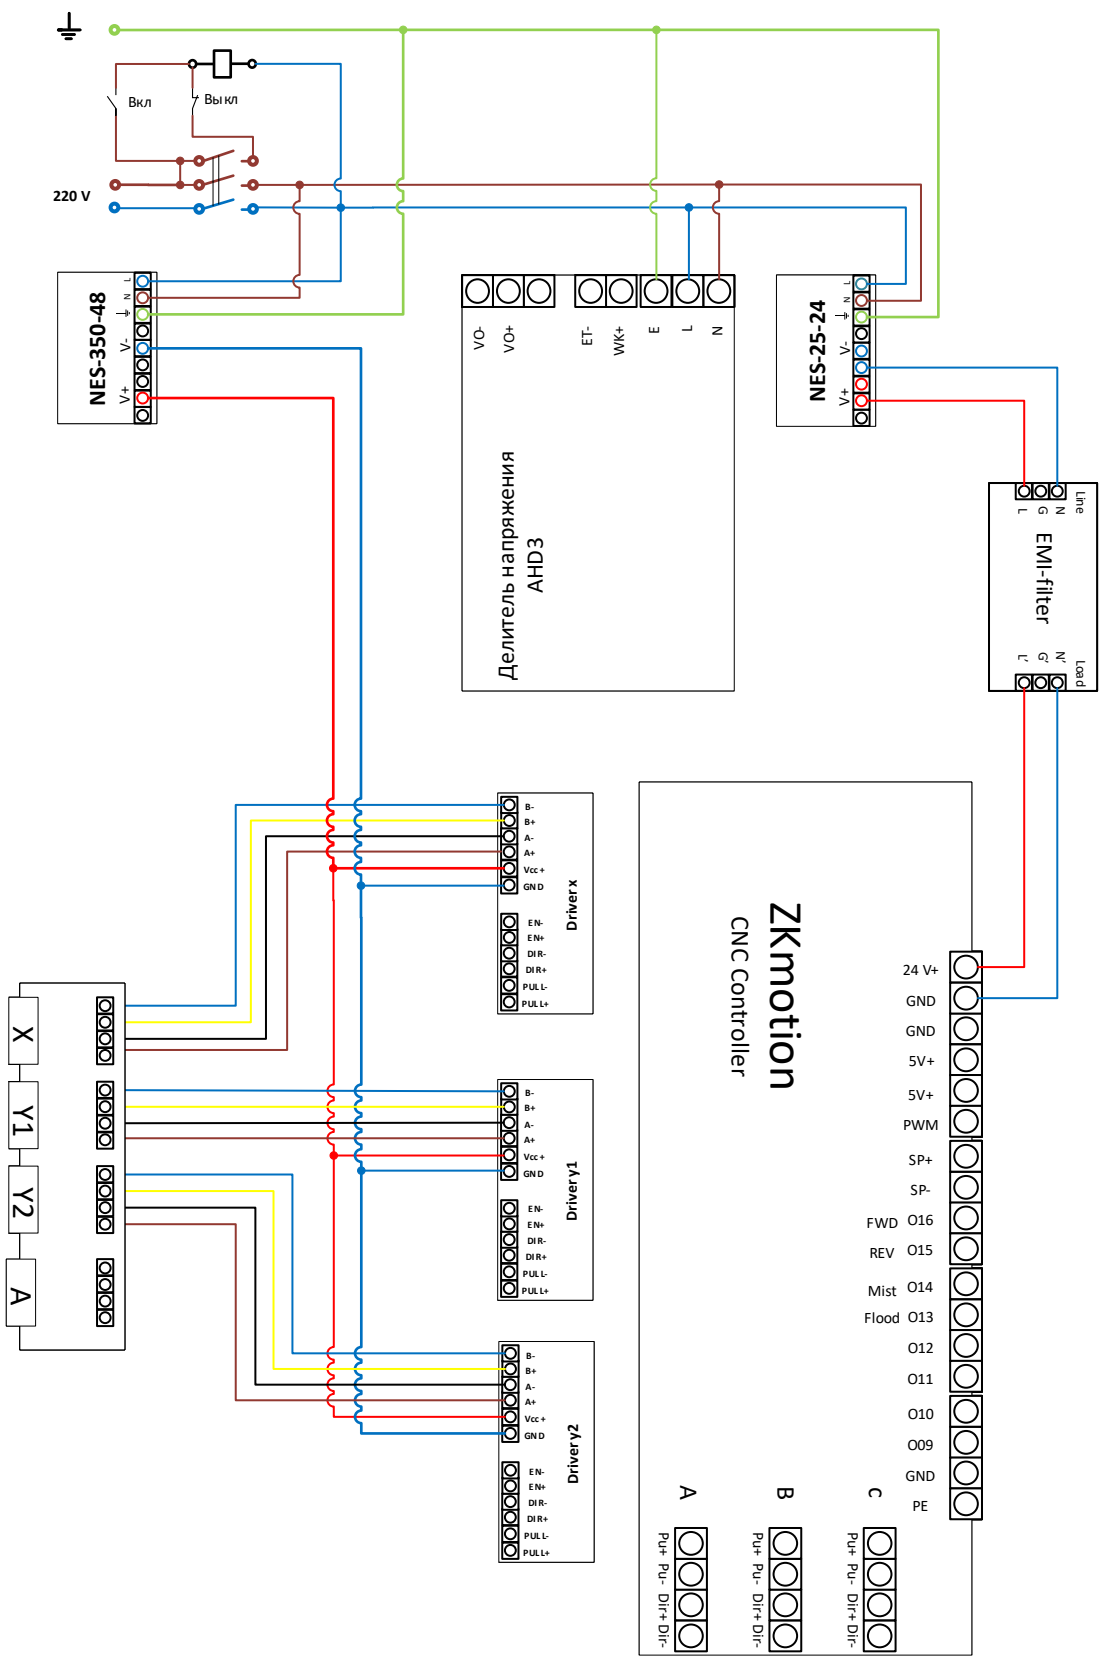 Вкл
Выкл
220 V
NES-350-48
L
N
V-
V+
VO-
VO+
ET-
WK+
E
L
N
Делитель напряжения
AHD3
NES-25-24
L
N
V-
V+
Line
L
G
N
EMI-filter
L'
G'
N'
Load
B-
B+
A-
A+
Vcc+
GND
EN-
EN+
DIR-
DIR+
PULL-
PULL+
Driver x
B-
B+
A-
A+
Vcc+
GND
EN-
EN+
DIR-
DIR+
PULL-
PULL+
Driver y1
B-
B+
A-
A+
Vcc+
GND
EN-
EN+
DIR-
DIR+
PULL-
PULL+
Driver y2
X
Y1
Y2
A
ZKmotion
CNC Controller
24 V+
GND
GND
5V+
5V+
PWM
SP+
SP-
FWD O16
REV O15
Mist O14
Flood O13
O12
O11
O10
O09
GND
PE
A
Pu+ Pu- Dir+ Dir-
B
Pu+ Pu- Dir+ Dir-
C
Pu+ Pu- Dir+ Dir-